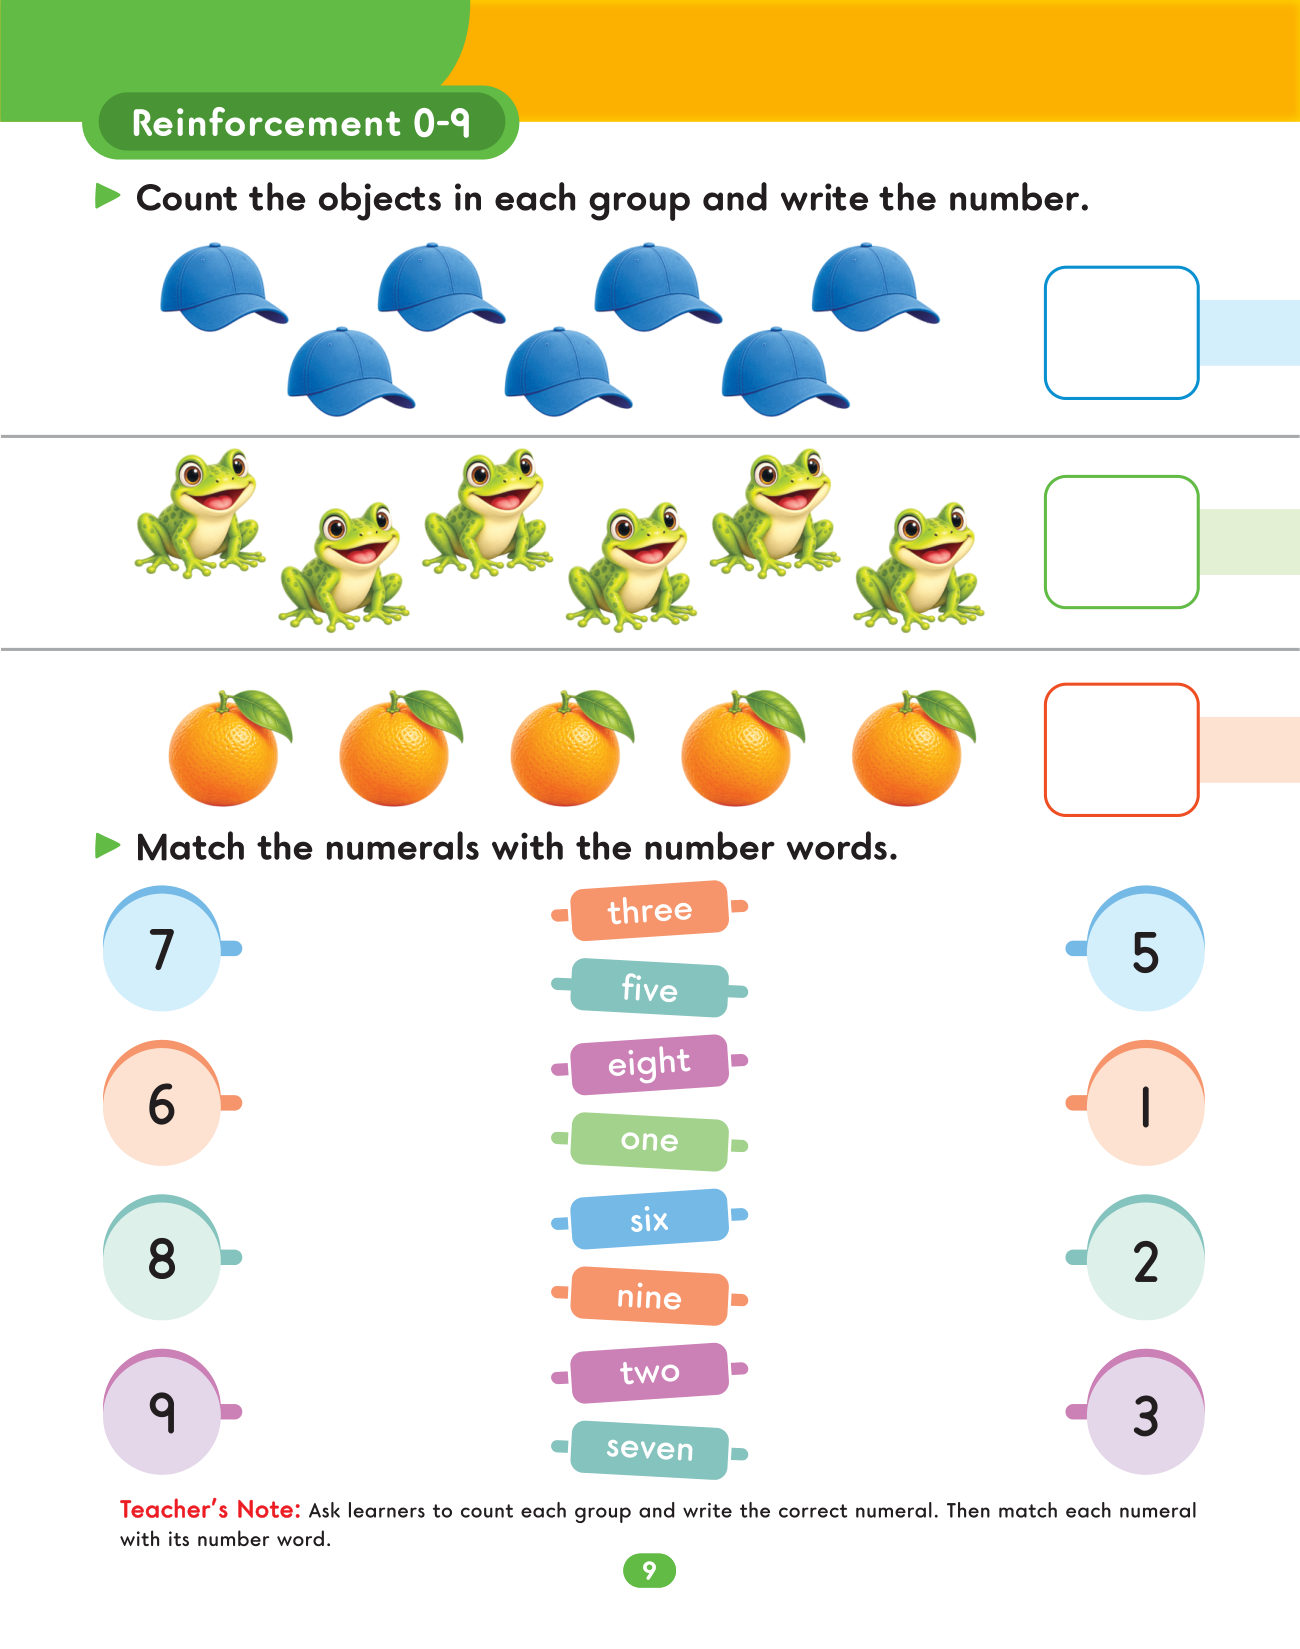 Reinforcement 0-9
Count the objects in each group and write the number.
Match the numerals with the number words.
7
three
5
five
6
eight
1
one
8
six
2
nine
9
two
3
seven
Teacher's Note: Ask learners to count each group and write the correct numeral. Then match each numeral
with its number word.
9